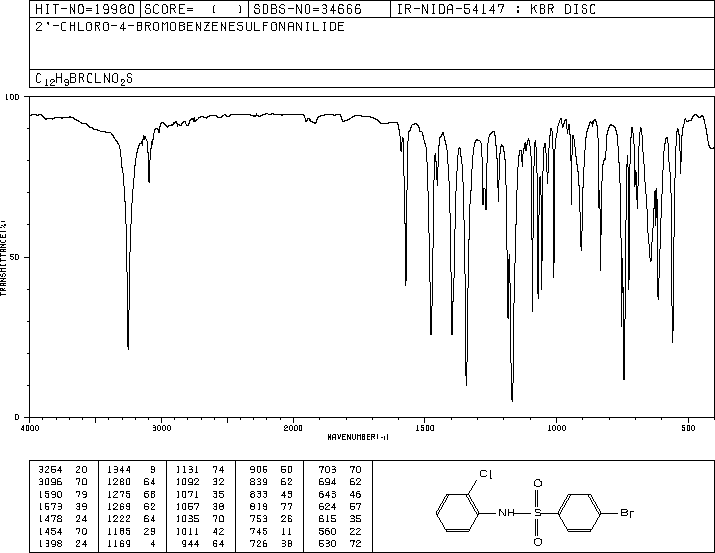 HIT-NO=19980 SCORE= ( ) SDBS-NO=34666 IR-NIDA-54147 : KBR DISC
2'-CHLORO-4-BROMOBENZENESULFONANILIDE
C12H9BRCLNO2S
100
50
0
TRANSMITTANCE(%)
4000 3000 2000 1500 1000 500
WAVENUMBER(-1)
3264 20 1344 9 1131 74 906 50 703 70
3096 70 1280 64 1092 32 839 62 694 62
1590 79 1275 66 1071 35 833 43 643 46
1573 39 1269 62 1057 38 819 77 624 57
1478 24 1222 64 1035 70 753 26 615 35
1454 70 1185 29 1011 42 745 11 560 22
1398 24 1169 4 944 64 726 38 530 72
Cl
O
NH S Br
O